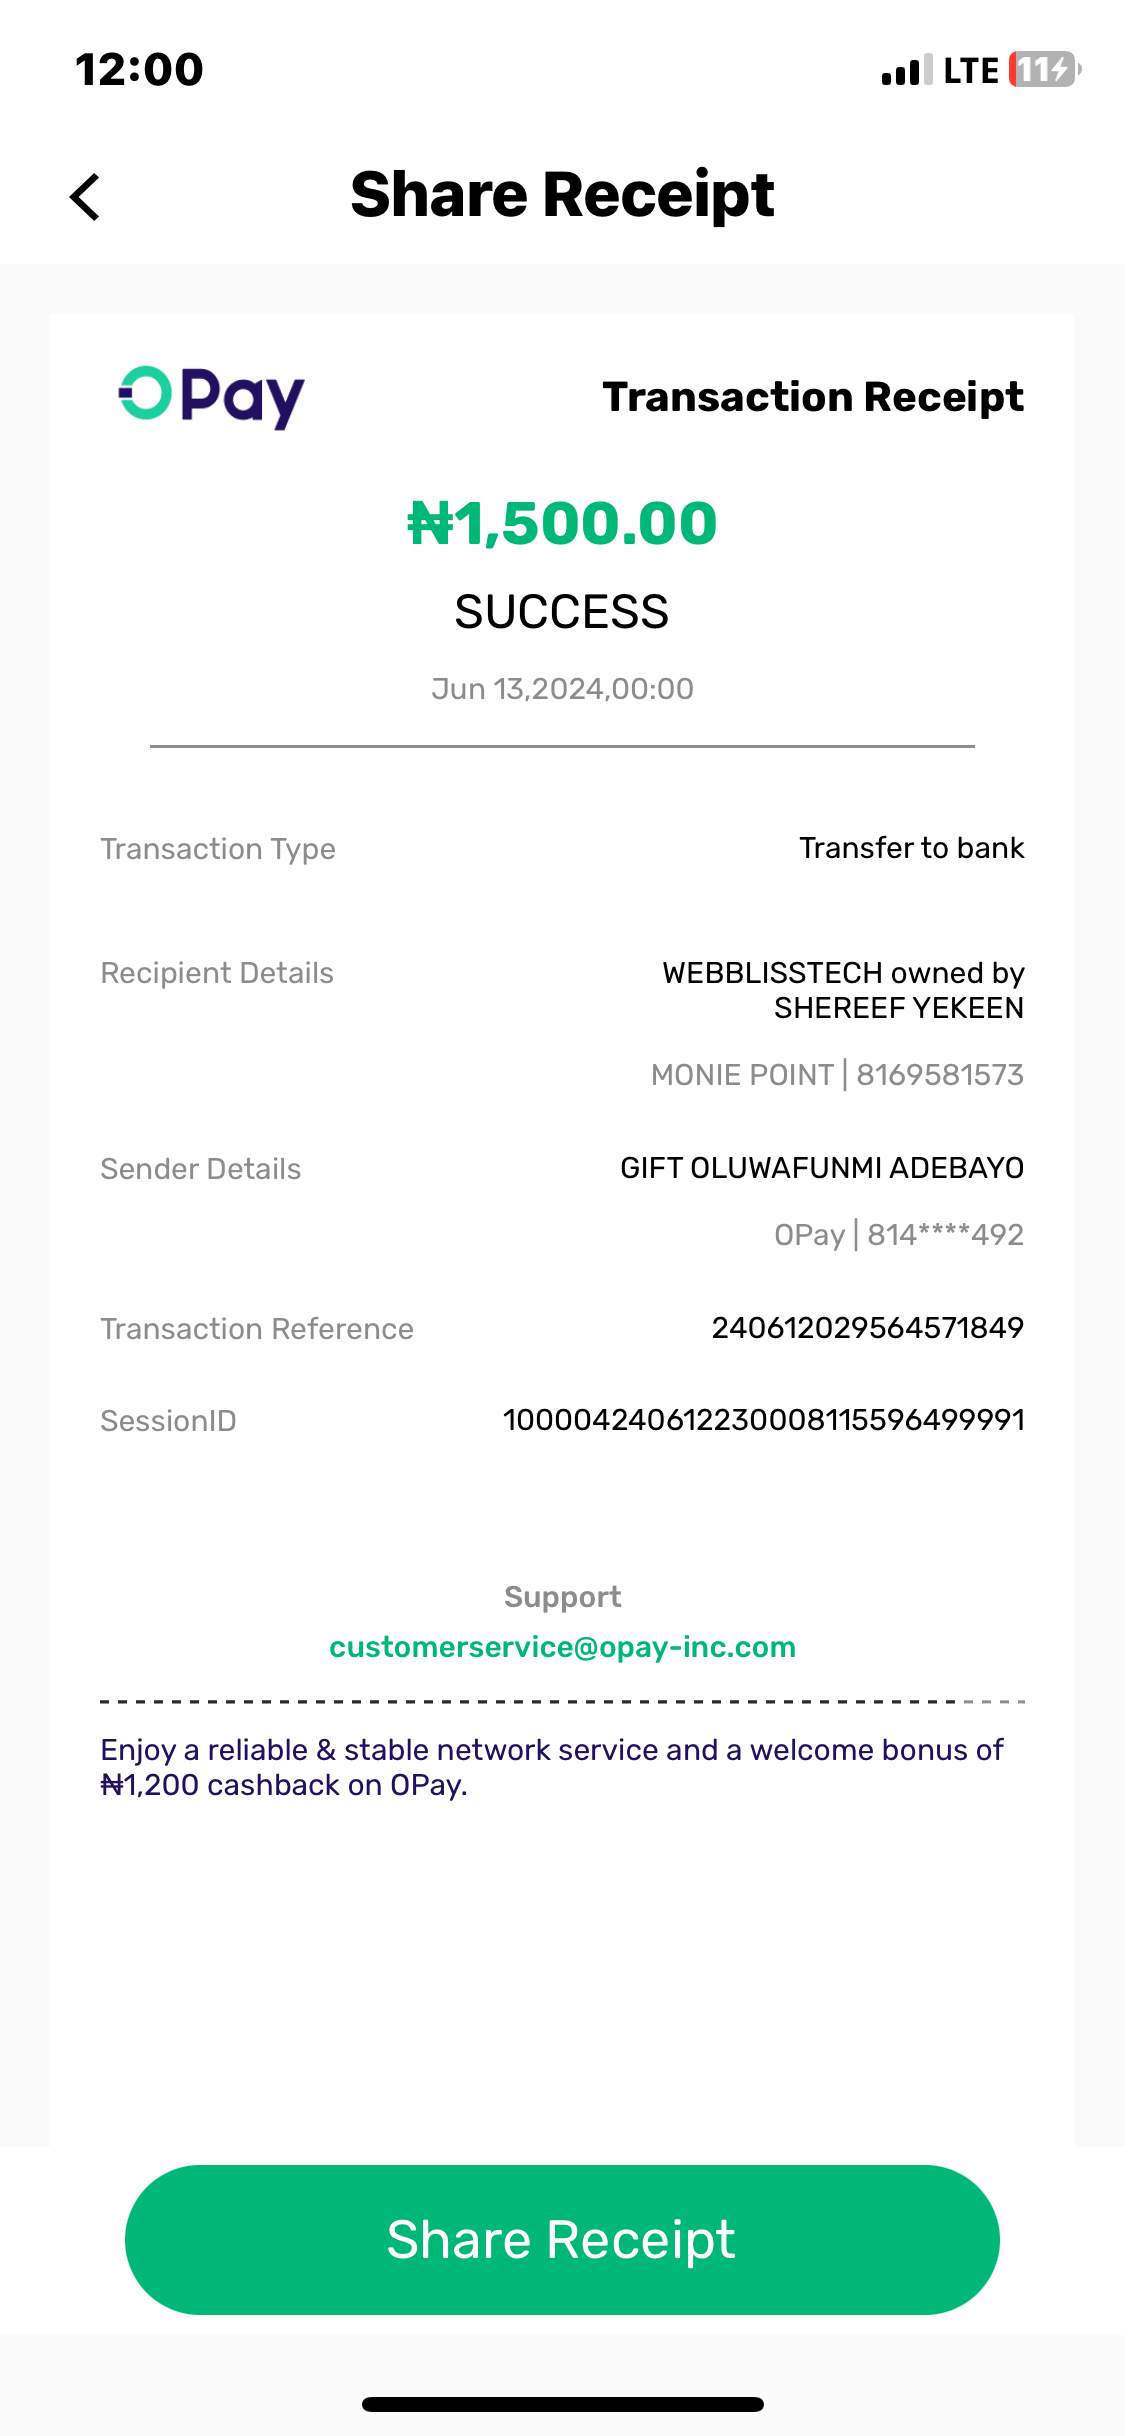 12:00
LTE 11
Share Receipt
OPay
Transaction Receipt
₦1,500.00
SUCCESS
Jun 13,2024,00:00
Transaction Type
Transfer to bank
Recipient Details
WEBBLISSTECH owned by
SHEREEF YEKEEN
MONIE POINT | 8169581573
Sender Details
GIFT OLUWAFUNMI ADEBAYO
OPay | 814****492
Transaction Reference
240612029564571849
SessionID
100004240612230008115596499991
Support
customerservice@opay-inc.com
Enjoy a reliable & stable network service and a welcome bonus of
₦1,200 cashback on OPay.
Share Receipt